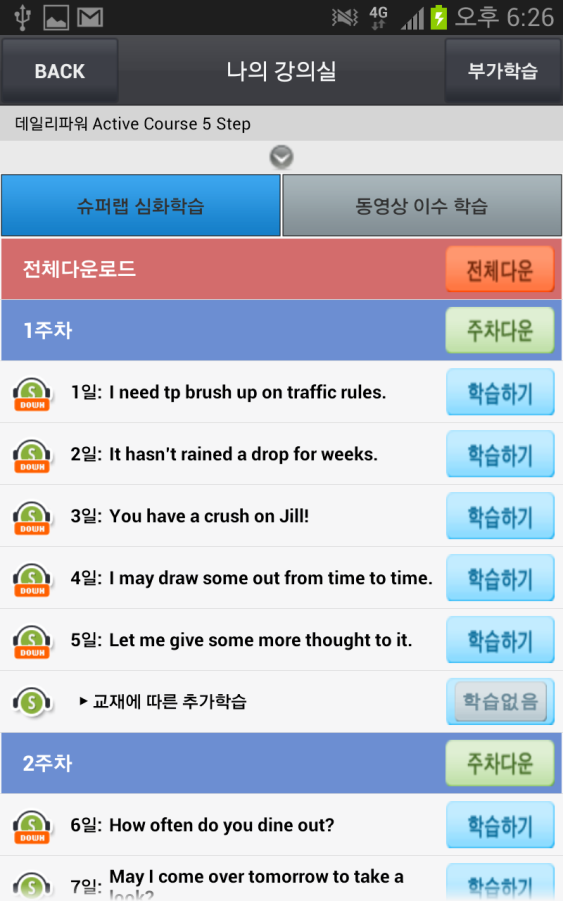 4G 오후 6:26
BACK 나의 강의실 부가학습
데일리파워 Active Course 5 Step
슈퍼랩 심화학습 동영상 이수 학습
전체다운로드 전체다운
1주차 주차다운
S DOWN 1일: I need tp brush up on traffic rules. 학습하기
S DOWN 2일: It hasn't rained a drop for weeks. 학습하기
S DOWN 3일: You have a crush on Jill! 학습하기
S DOWN 4일: I may draw some out from time to time. 학습하기
S DOWN 5일: Let me give some more thought to it. 학습하기
S ▸ 교재에 따른 추가학습 학습없음
2주차 주차다운
S DOWN 6일: How often do you dine out? 학습하기
S 7일: May I come over tomorrow to take a 학습하기
look?